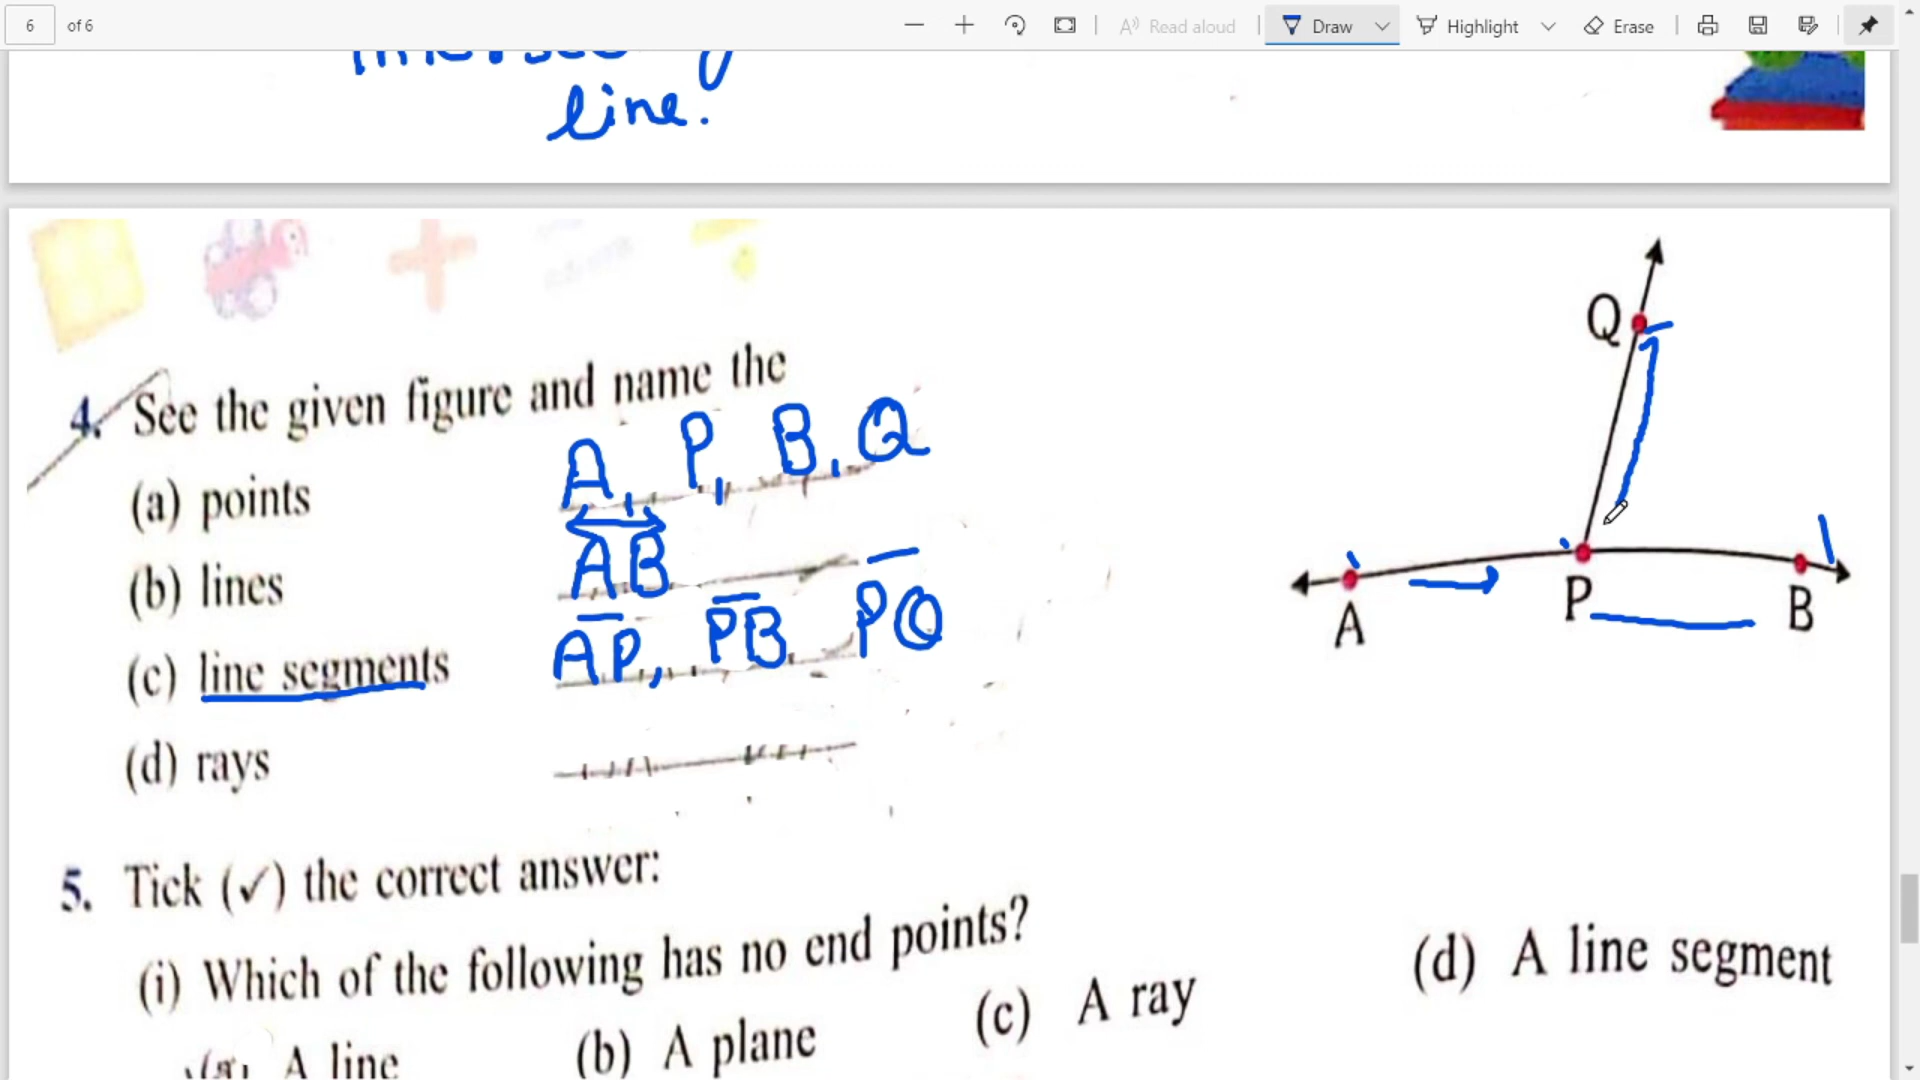 6 of 6 Read aloud Draw Highlight Erase
line.
4. See the given figure and name the
(a) points A, P, B, Q
(b) lines AB
(c) line segments AP, PB, PQ
(d) rays
Q
A P B
5. Tick (✓) the correct answer:
(i) Which of the following has no end points?
A line (b) A plane (c) A ray (d) A line segment